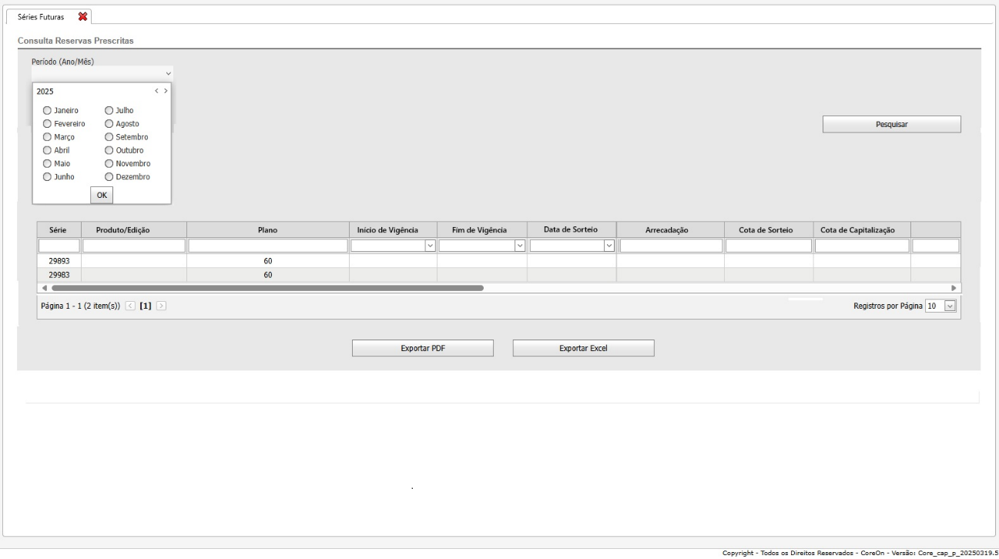 Séries Futuras
Consulta Reservas Prescritas
Período (Ano/Mês)
2025 < >
Janeiro Julho
Fevereiro Agosto
Março Setembro
Abril Outubro
Maio Novembro
Junho Dezembro
OK
Pesquisar
Série Produto/Edição Plano Início de Vigência Fim de Vigência Data de Sorteio Arrecadação Cota de Sorteio Cota de Capitalização
29893 60
29983 60
Página 1 - 1 (2 item(s)) < [1] > Registros por Página 10
Exportar PDF Exportar Excel
.
Copyright - Todos os Direitos Reservados - CoreOn - Versão: Core_cap_p_20250319.5